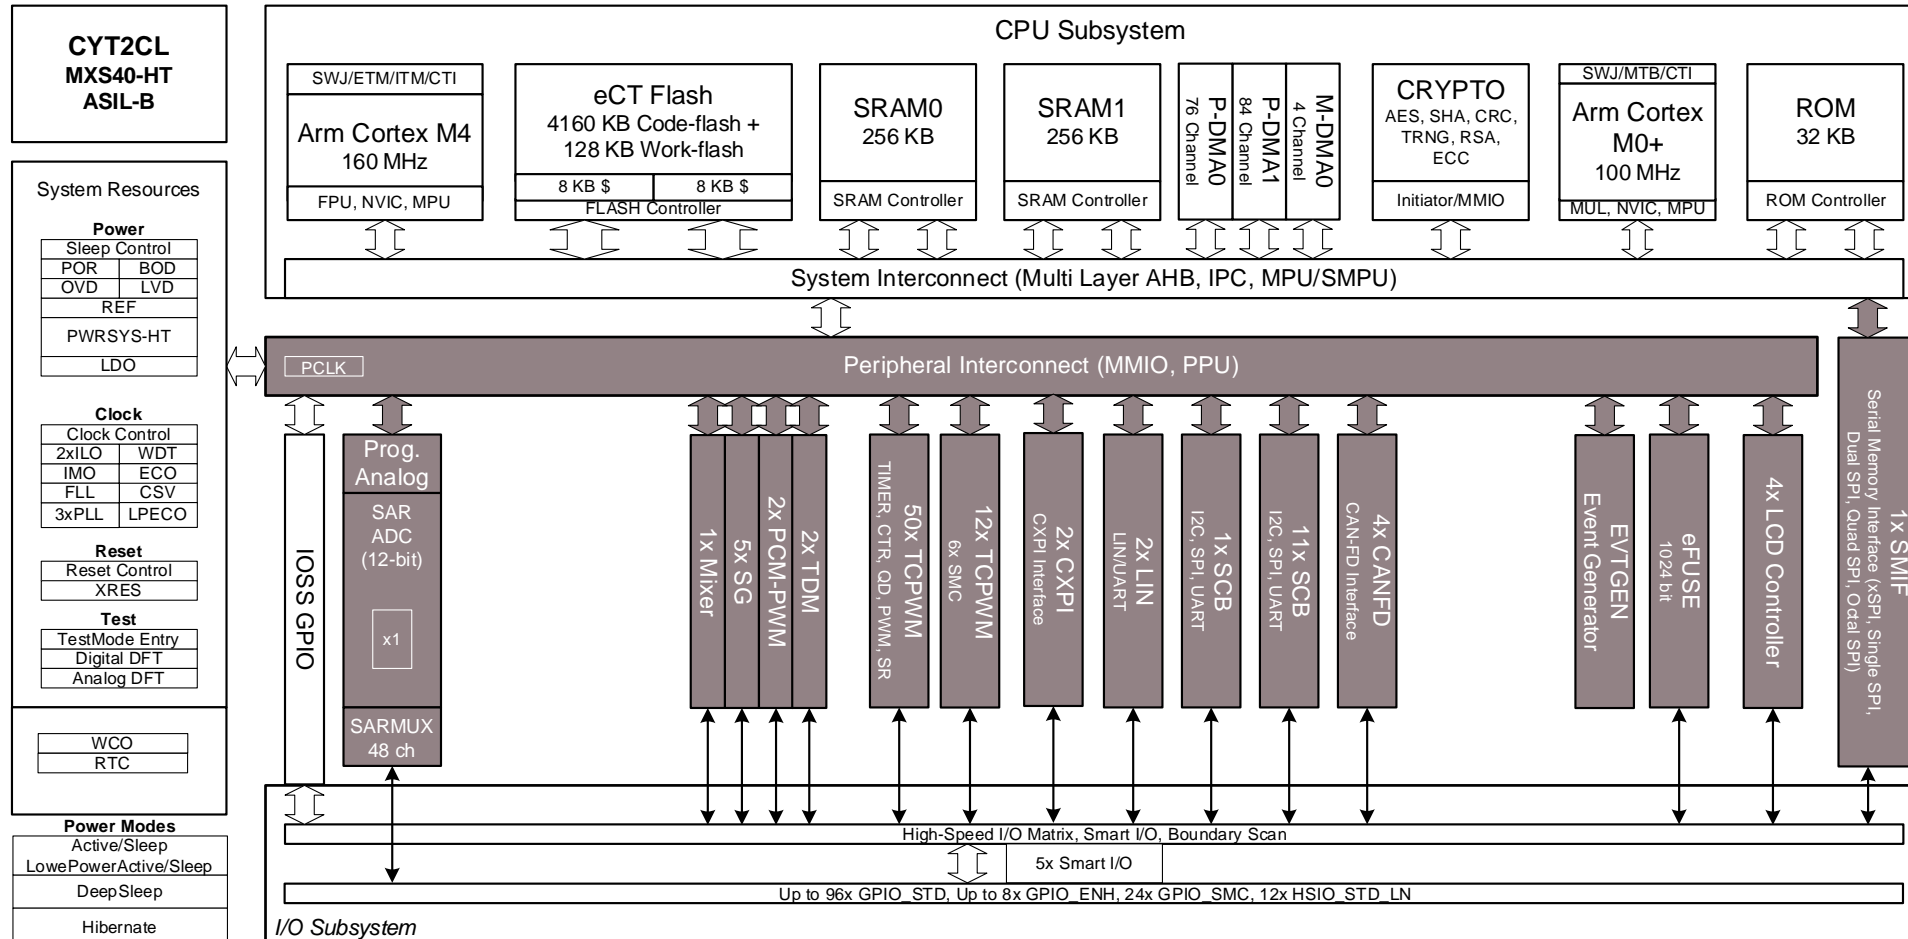 CYT2CL
MXS40-HT
ASIL-B
System Resources
Power
Sleep Control
POR
BOD
OVD
LVD
REF
PWRSYS-HT
LDO
Clock
Clock Control
2xILO
WDT
IMO
ECO
FLL
CSV
3xPLL
LPECO
Reset
Reset Control
XRES
Test
TestMode Entry
Digital DFT
Analog DFT
WCO
RTC
Power Modes
Active/Sleep
LowePowerActive/Sleep
DeepSleep
Hibernate
CPU Subsystem
SWJ/ETM/ITM/CTI
Arm Cortex M4
160 MHz
FPU, NVIC, MPU
eCT Flash
4160 KB Code-flash +
128 KB Work-flash
8 KB $
8 KB $
FLASH Controller
SRAM0
256 KB
SRAM Controller
SRAM1
256 KB
SRAM Controller
P-DMA0
76 Channel
P-DMA1
84 Channel
M-DMA0
4 Channel
CRYPTO
AES, SHA, CRC,
TRNG, RSA,
ECC
Initiator/MMIO
SWJ/MTB/CTI
Arm Cortex
M0+
100 MHz
MUL, NVIC, MPU
ROM
32 KB
ROM Controller
System Interconnect (Multi Layer AHB, IPC, MPU/SMPU)
PCLK
Peripheral Interconnect (MMIO, PPU)
IOSS GPIO
Prog.
Analog
SAR
ADC
(12-bit)
x1
SARMUX
48 ch
1x Mixer
5x SG
2x PCM-PWM
2x TDM
50x TCPWM
TIMER, CTR, QD, PWM, SR
12x TCPWM
6x SMC
2x CXPI
CXPI Interface
2x LIN
LIN/UART
1x SCB
I2C, SPI, UART
11x SCB
I2C, SPI, UART
4x CANFD
CAN-FD Interface
EVTGEN
Event Generator
eFUSE
1024 bit
4x LCD Controller
1x SMIF
Serial Memory Interface (xSPI, Single SPI,
Dual SPI, Quad SPI, Octal SPI)
High-Speed I/O Matrix, Smart I/O, Boundary Scan
5x Smart I/O
Up to 96x GPIO_STD, Up to 8x GPIO_ENH, 24x GPIO_SMC, 12x HSIO_STD_LN
I/O Subsystem